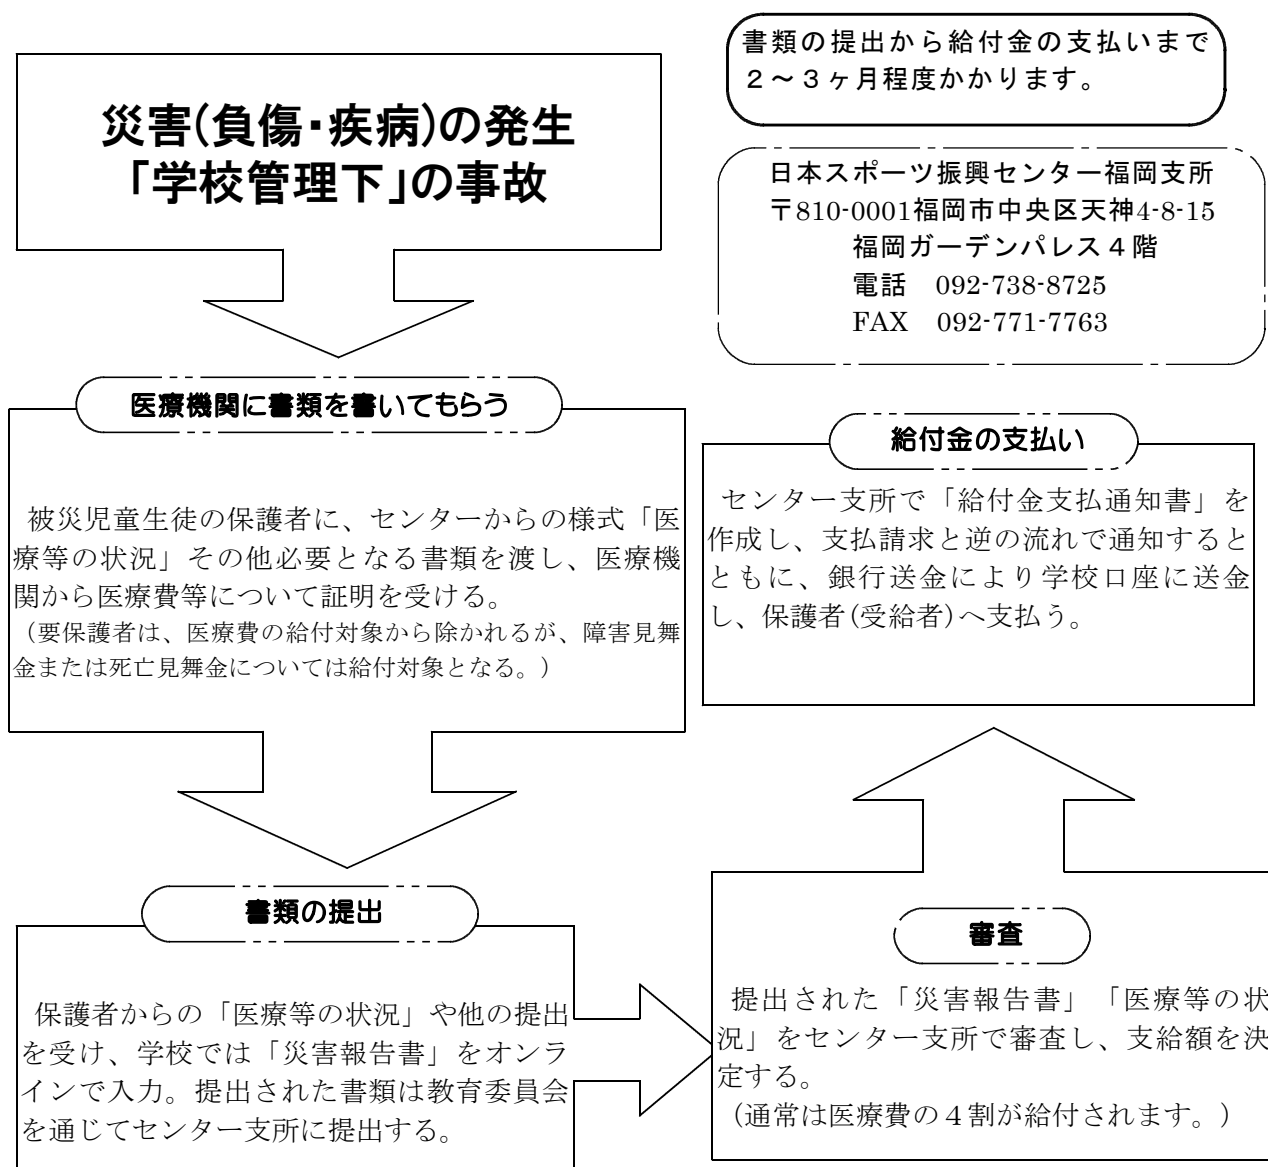 災害(負傷・疾病)の発生
「学校管理下」の事故
書類の提出から給付金の支払いまで
２～３ヶ月程度かかります。
日本スポーツ振興センター福岡支所
〒810-0001福岡市中央区天神4-8-15
福岡ガーデンパレス４階
電話　092-738-8725
FAX　092-771-7763
医療機関に書類を書いてもらう
被災児童生徒の保護者に、センターからの様式「医
療等の状況」その他必要となる書類を渡し、医療機
関から医療費等について証明を受ける。
（要保護者は、医療費の給付対象から除かれるが、障害見舞
金または死亡見舞金については給付対象となる。）
書類の提出
保護者からの「医療等の状況」や他の提出
を受け、学校では「災害報告書」をオンラ
インで入力。提出された書類は教育委員会
を通じてセンター支所に提出する。
審査
提出された「災害報告書」「医療等の状
況」をセンター支所で審査し、支給額を決
定する。
（通常は医療費の４割が給付されます。）
給付金の支払い
センター支所で「給付金支払通知書」を
作成し、支払請求と逆の流れで通知すると
ともに、銀行送金により学校口座に送金
し、保護者(受給者)へ支払う。